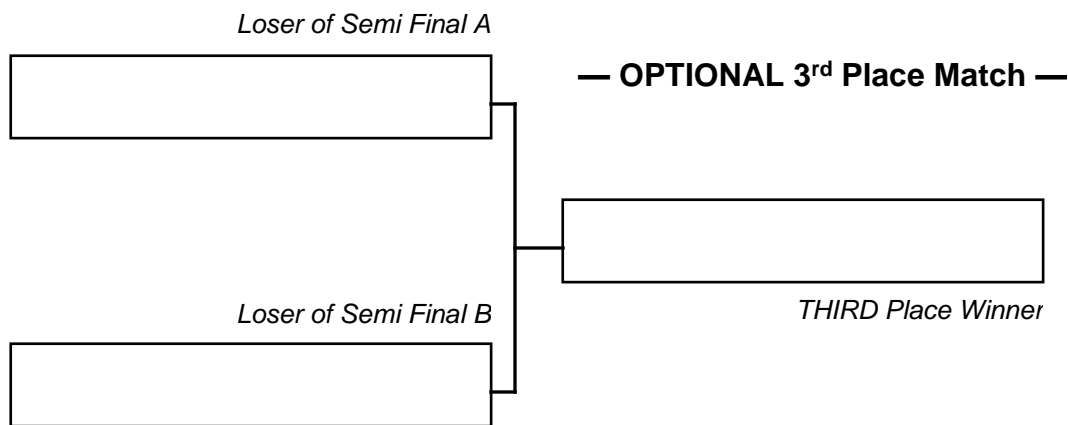 Loser of Semi Final A
— OPTIONAL 3rd Place Match —
Loser of Semi Final B
THIRD Place Winner